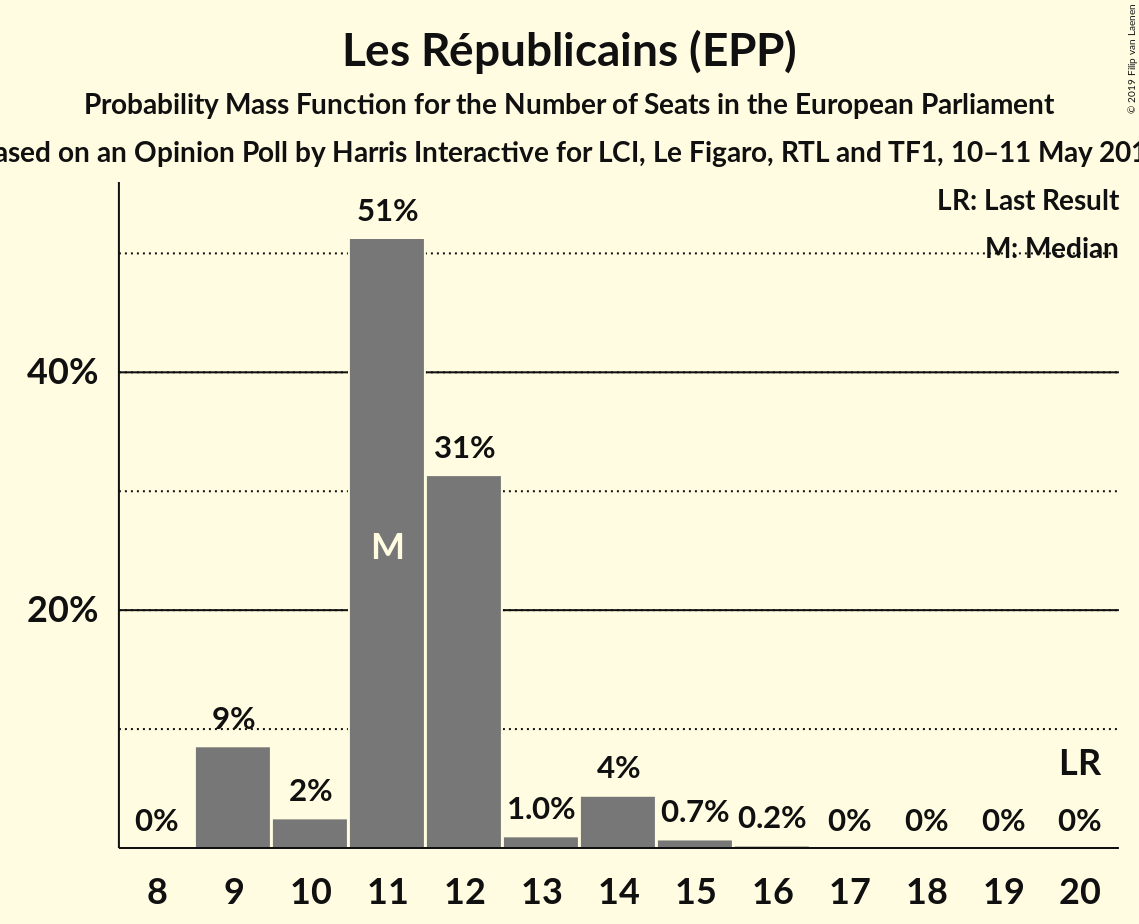 Les Républicains (EPP)
Probability Mass Function for the Number of Seats in the European Parliament
ased on an Opinion Poll by Harris Interactive for LCI, Le Figaro, RTL and TF1, 10–11 May 201
© 2019 Filip van Laenen
LR: Last Result
M: Median
51%
40%
31%
M
20%
9%
LR
4%
2%
0% 1.0% 0.7% 0.2% 0% 0% 0% 0%
8 9 10 11 12 13 14 15 16 17 18 19 20